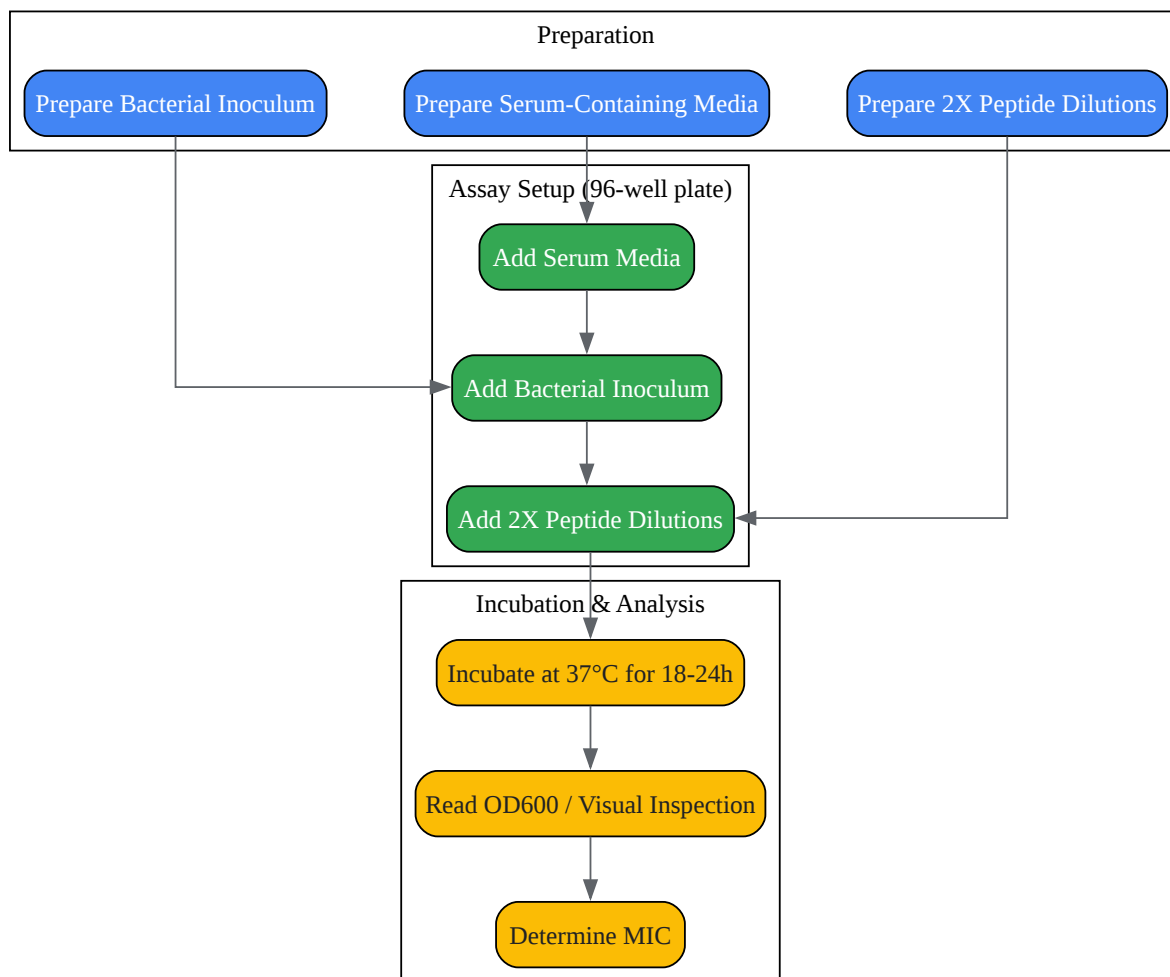 Preparation
Prepare Bacterial Inoculum
Prepare Serum-Containing Media
Prepare 2X Peptide Dilutions
Assay Setup (96-well plate)
Add Serum Media
Add Bacterial Inoculum
Add 2X Peptide Dilutions
Incubation & Analysis
Incubate at 37°C for 18-24h
Read OD600 / Visual Inspection
Determine MIC